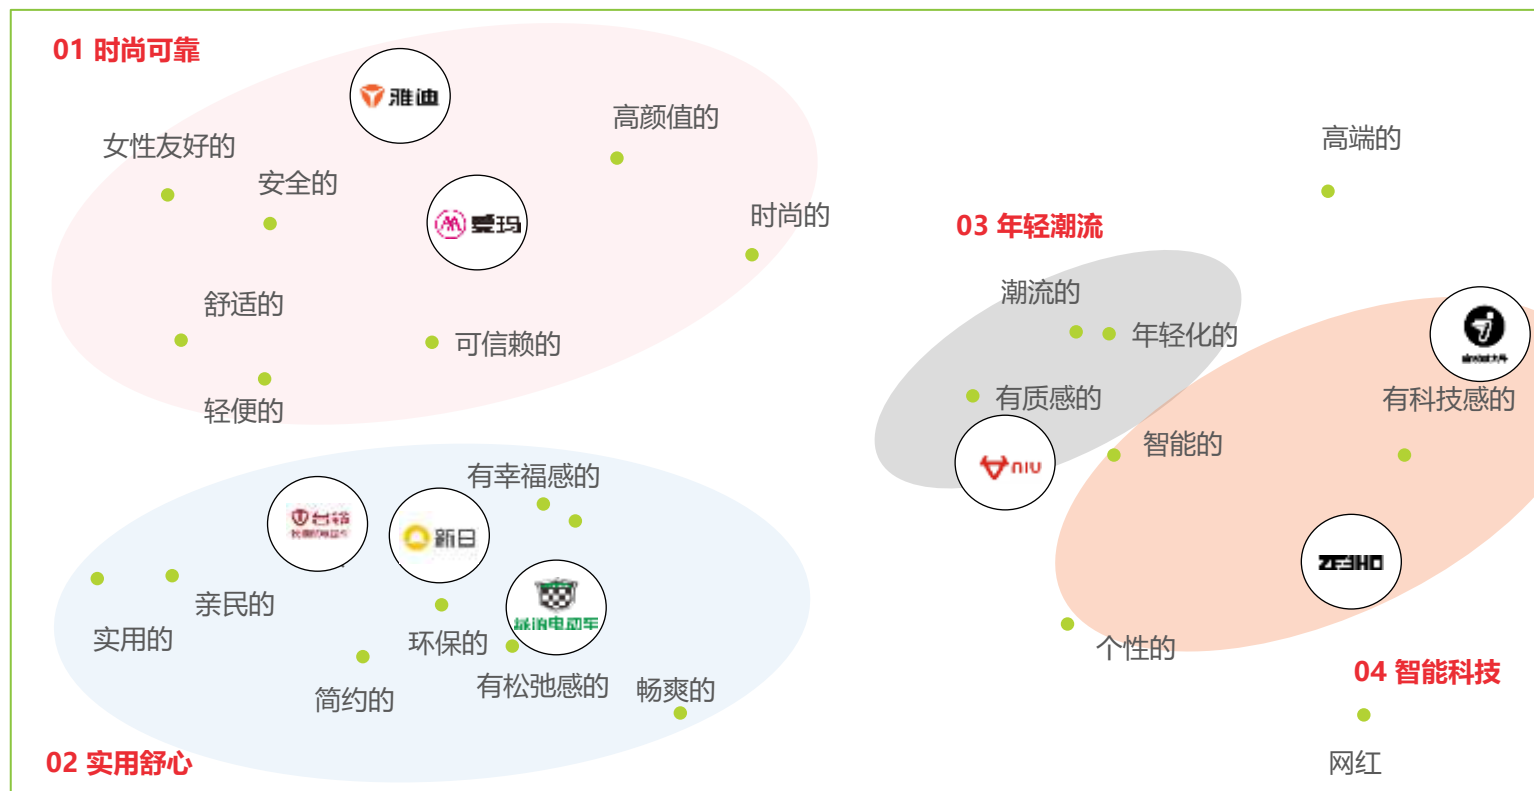 01 时尚可靠
雅迪
女性友好的
安全的
高颜值的
爱玛
时尚的
舒适的
可信赖的
轻便的
高端的
03 年轻潮流
潮流的
年轻化的
有质感的
niu
智能的
有科技感的
ZEEHO
个性的
04 智能科技
网红
有幸福感的
台铃
新日
电动车
亲民的
实用的
环保的
有松弛感的
简约的
畅爽的
02 实用舒心